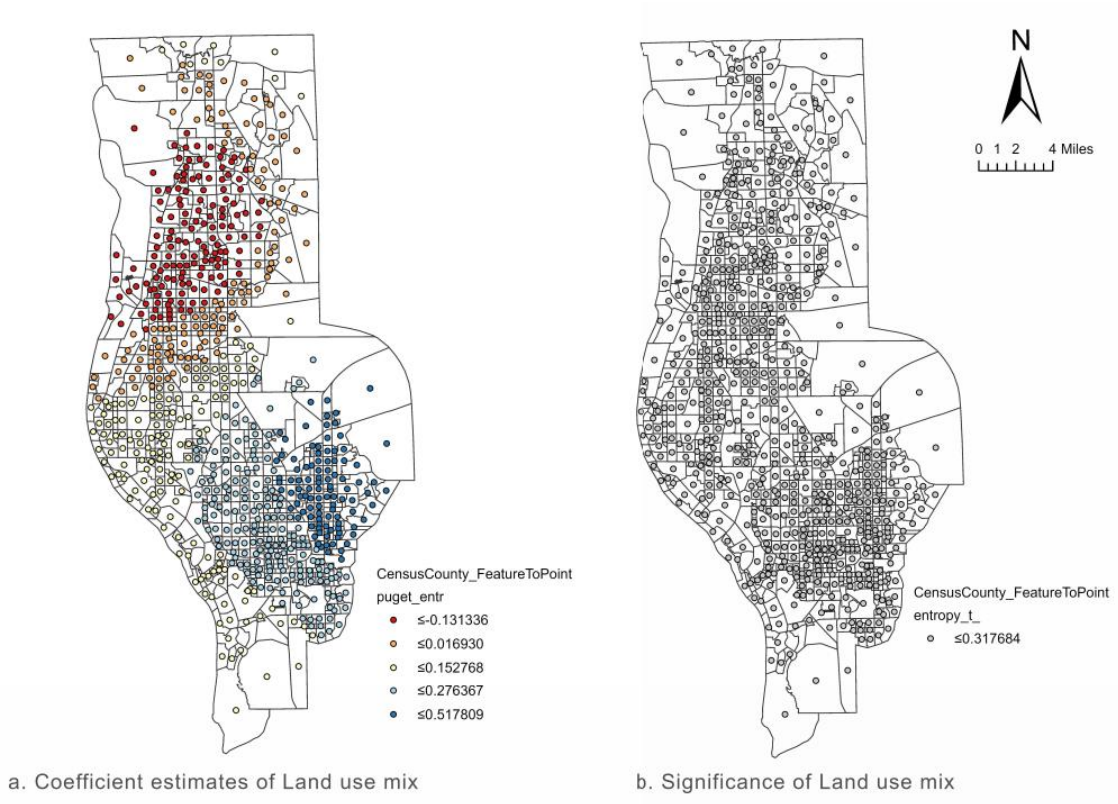 N
0 1 2 4 Miles
CensusCounty_FeatureToPoint
puget_entr
≤-0.131336
≤0.016930
≤0.152768
≤0.276367
≤0.517809
CensusCounty_FeatureToPoint
entropy_t_
≤0.317684
a. Coefficient estimates of Land use mix
b. Significance of Land use mix